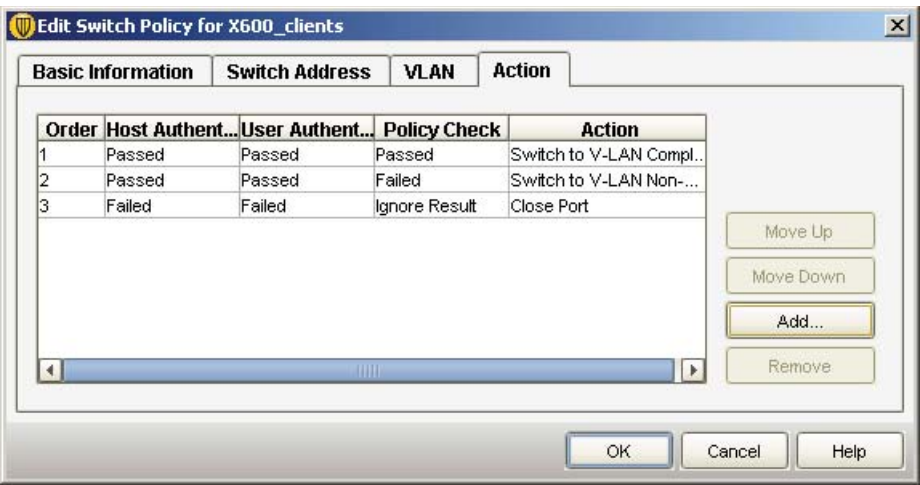 Edit Switch Policy for X600_clients
Basic Information Switch Address VLAN Action
Order Host Authent... User Authent... Policy Check Action
1 Passed Passed Passed Switch to V-LAN Compl..
2 Passed Passed Failed Switch to V-LAN Non-...
3 Failed Failed Ignore Result Close Port
Move Up
Move Down
Add...
Remove
OK Cancel Help